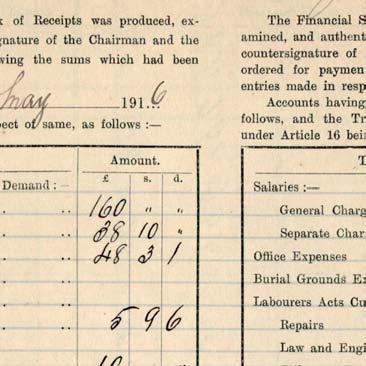 k of Receipts was produced, ex-
gnature of the Chairman and the
wing the sums which had been
May 1916
pect of same, as follows :—
Amount.
Demand :— £ s. d.
. .. 160 " "
. .. 38 10 "
. .. 48 3 1
. ..
. .. 5 9 6
. ..
The Financial S
amined, and authent
countersignature of
ordered for paymen
entries made in resp
Accounts having
follows, and the Tr
under Article 16 bein
T
Salaries :—
General Charg
Separate Char
Office Expenses
Burial Grounds Ex
Labourers Acts Cu
Repairs
Law and Engi